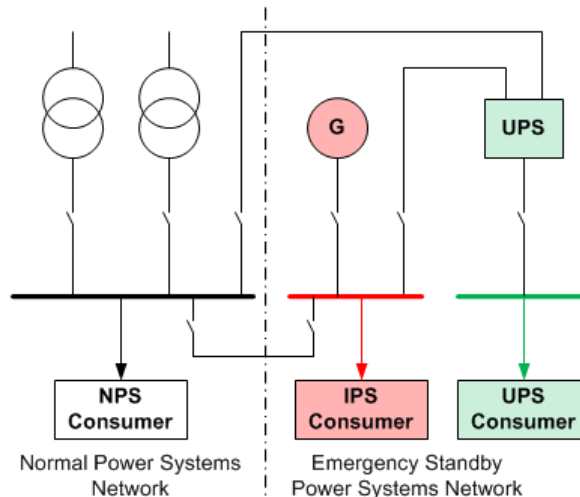 G
UPS
NPS
Consumer
IPS
Consumer
UPS
Consumer
Normal Power Systems
Network
Emergency Standby
Power Systems Network